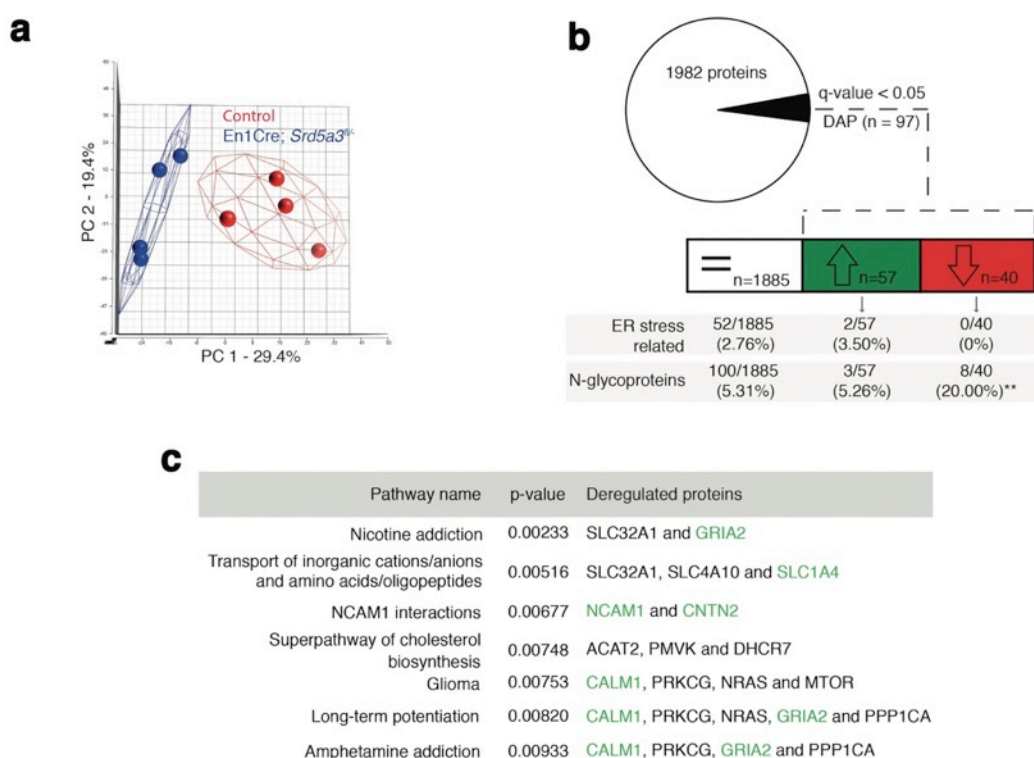 a
Control
En1Cre; Srd5a3fl/-
PC 2 - 19.4%
PC 1 - 29.4%
b
1982 proteins
q-value < 0.05
DAP (n = 97)
n=1885
n=57
n=40
ER stress related
52/1885
(2.76%)
2/57
(3.50%)
0/40
(0%)
N-glycoproteins
100/1885
(5.31%)
3/57
(5.26%)
8/40
(20.00%)**
c
Pathway name p-value Deregulated proteins
Nicotine addiction 0.00233 SLC32A1 and GRIA2
Transport of inorganic cations/anions
and amino acids/oligopeptides 0.00516 SLC32A1, SLC4A10 and SLC1A4
NCAM1 interactions 0.00677 NCAM1 and CNTN2
Superpathway of cholesterol
biosynthesis 0.00748 ACAT2, PMVK and DHCR7
Glioma 0.00753 CALM1, PRKCG, NRAS and MTOR
Long-term potentiation 0.00820 CALM1, PRKCG, NRAS, GRIA2 and PPP1CA
Amphetamine addiction 0.00933 CALM1, PRKCG, GRIA2 and PPP1CA